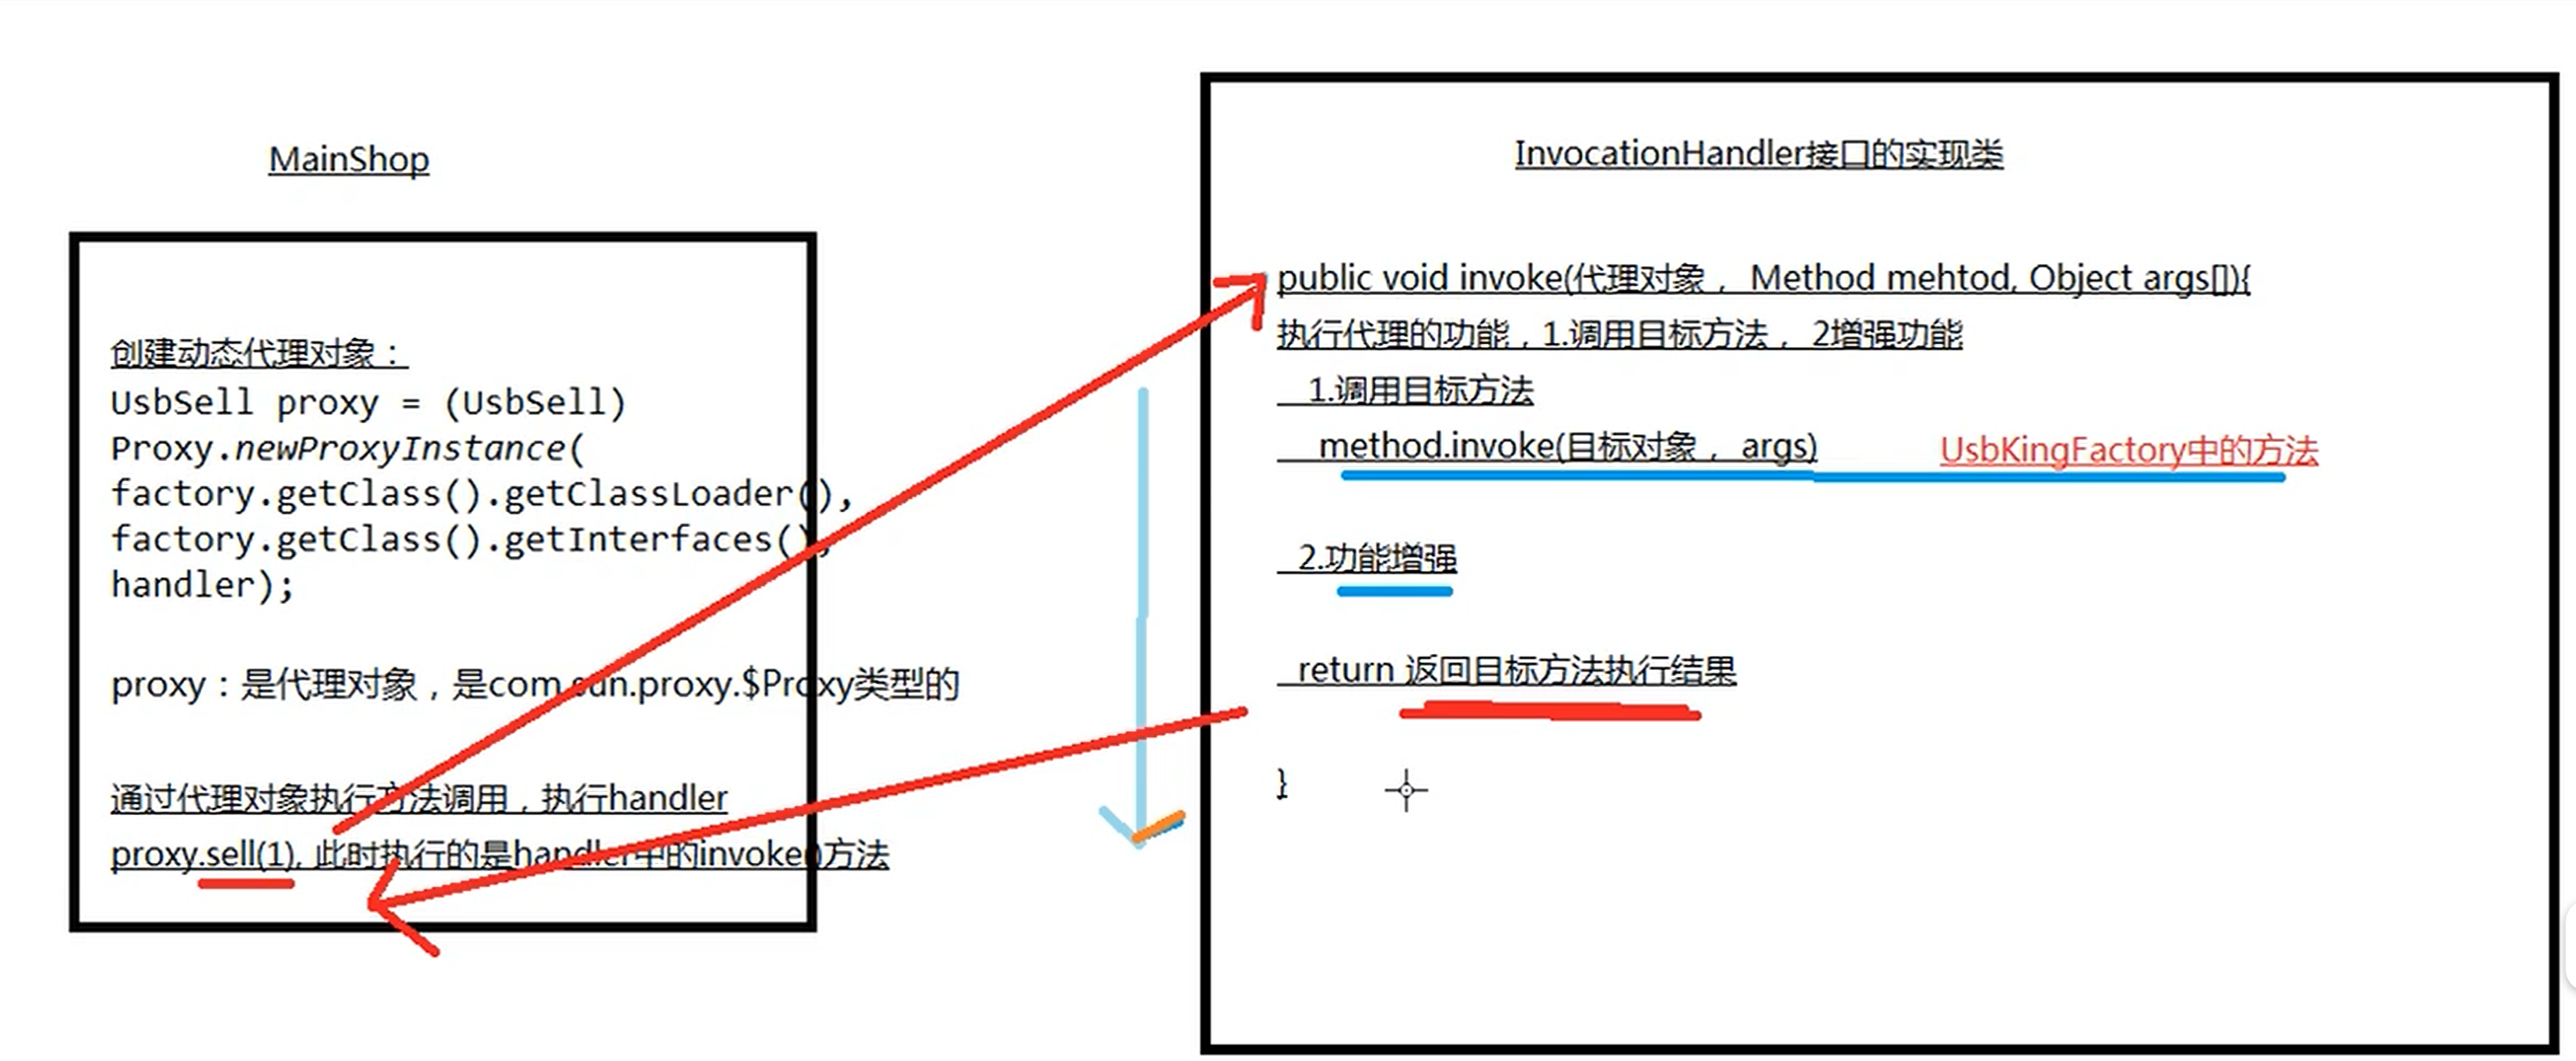 MainShop
创建动态代理对象：
UsbSell proxy = (UsbSell)
Proxy.newProxyInstance(
factory.getClass().getClassLoader(),
factory.getClass().getInterfaces(),
handler);
proxy：是代理对象，是com.sun.proxy.$Proxy类型的
通过代理对象执行方法调用，执行handler
proxy.sell(1), 此时执行的是handler中的invoke()方法
InvocationHandler接口的实现类
public void invoke(代理对象， Method mehtod, Object args[]){
执行代理的功能，1.调用目标方法， 2增强功能
1.调用目标方法
method.invoke(目标对象， args) UsbKingFactory中的方法
2.功能增强
return 返回目标方法执行结果
}